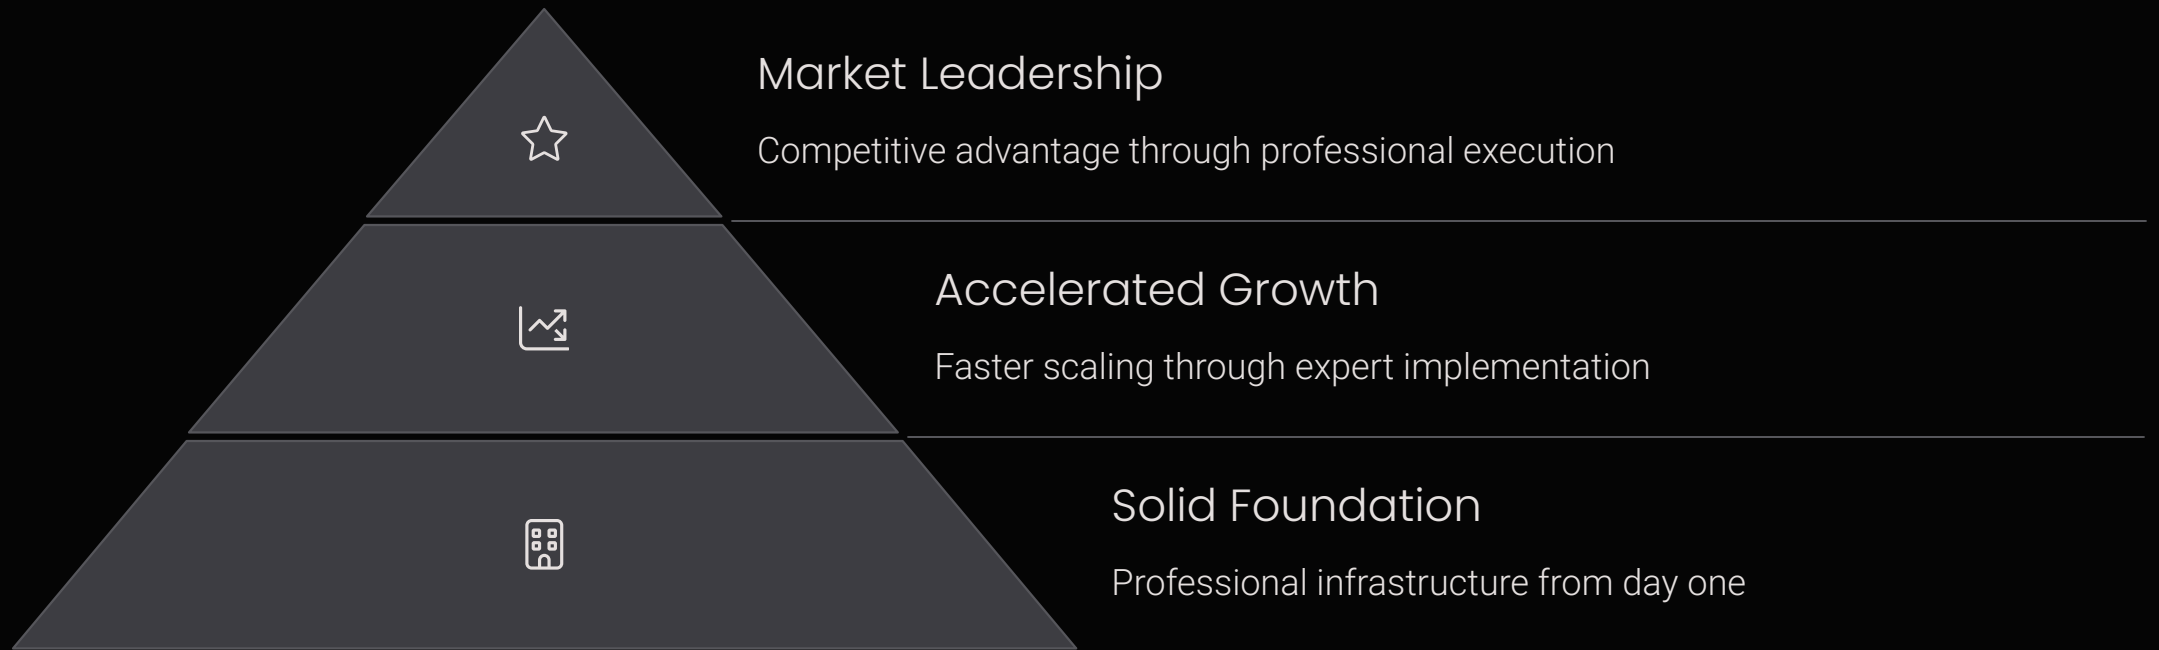 Market Leadership
Competitive advantage through professional execution
Accelerated Growth
Faster scaling through expert implementation
Solid Foundation
Professional infrastructure from day one